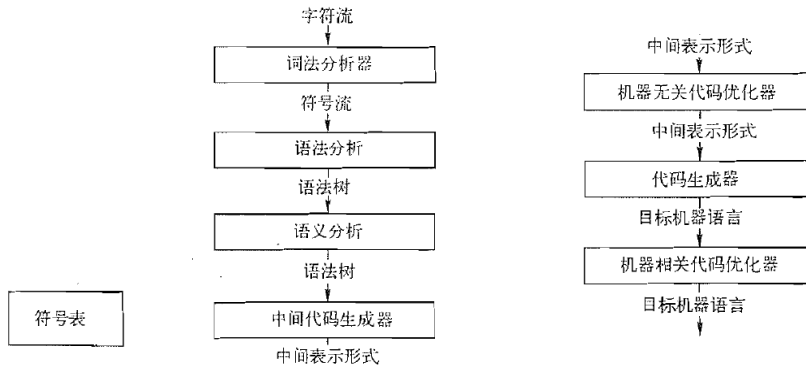 字符流
词法分析器
符号流
语法分析
语法树
语义分析
语法树
中间代码生成器
中间表示形式
符号表
中间表示形式
机器无关代码优化器
中间表示形式
代码生成器
目标机器语言
机器相关代码优化器
目标机器语言